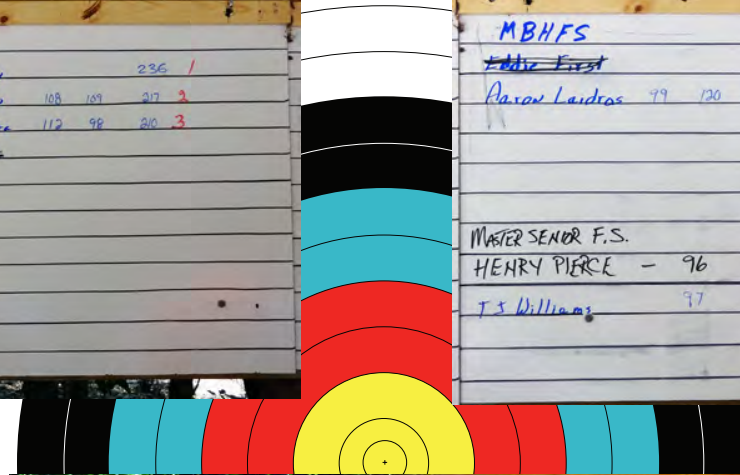 236 1
108 109 217 2
112 98 210 3
MBHFS
Eddie First
Aaron Laidros 99 120
MASTER SENIOR F.S.
HENRY PIERCE - 96
TJ Williams 97